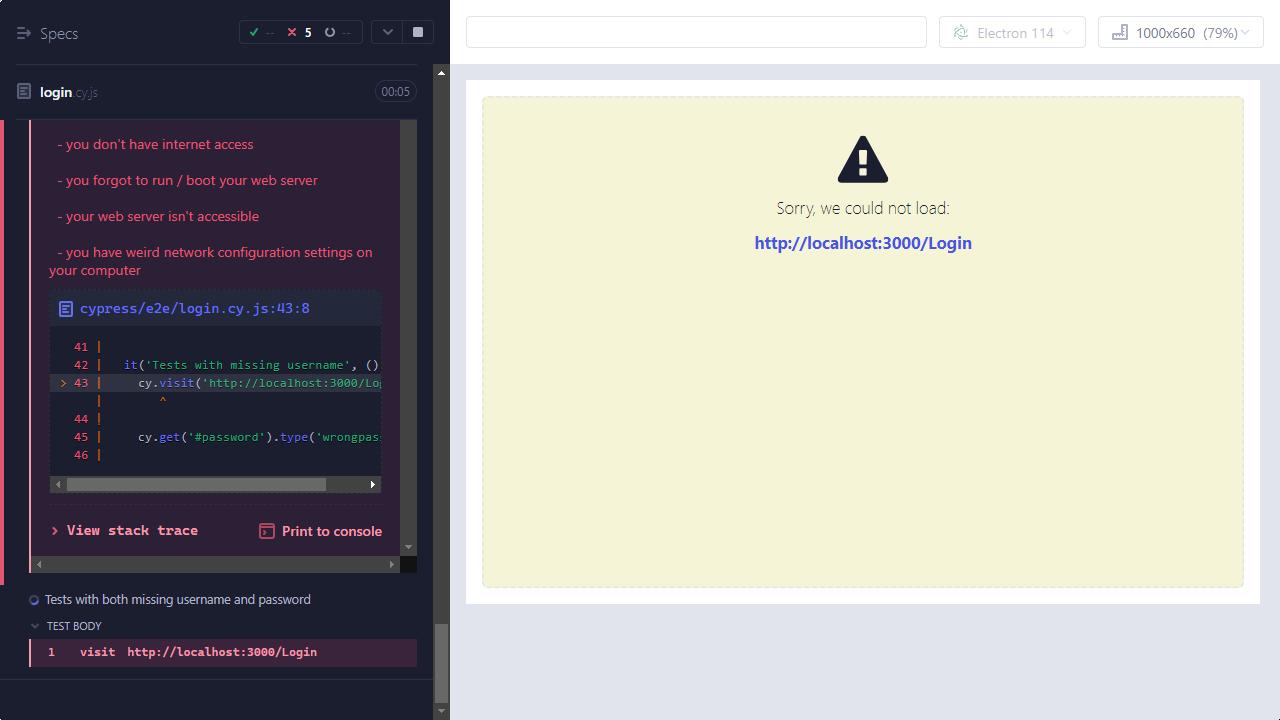 Specs
-- 5 --
login.cy.js
00:05
- you don't have internet access
- you forgot to run / boot your web server
- your web server isn't accessible
- you have weird network configuration settings on
your computer
cypress/e2e/login.cy.js:43:8
41 |
42 | it('Tests with missing username', ()
> 43 | cy.visit('http://localhost:3000/Log
| ^
44 |
45 | cy.get('#password').type('wrongpas
46 |
> View stack trace
Print to console
Tests with both missing username and password
TEST BODY
1 visit http://localhost:3000/Login
Electron 114
1000x660 (79%)
Sorry, we could not load:
http://localhost:3000/Login